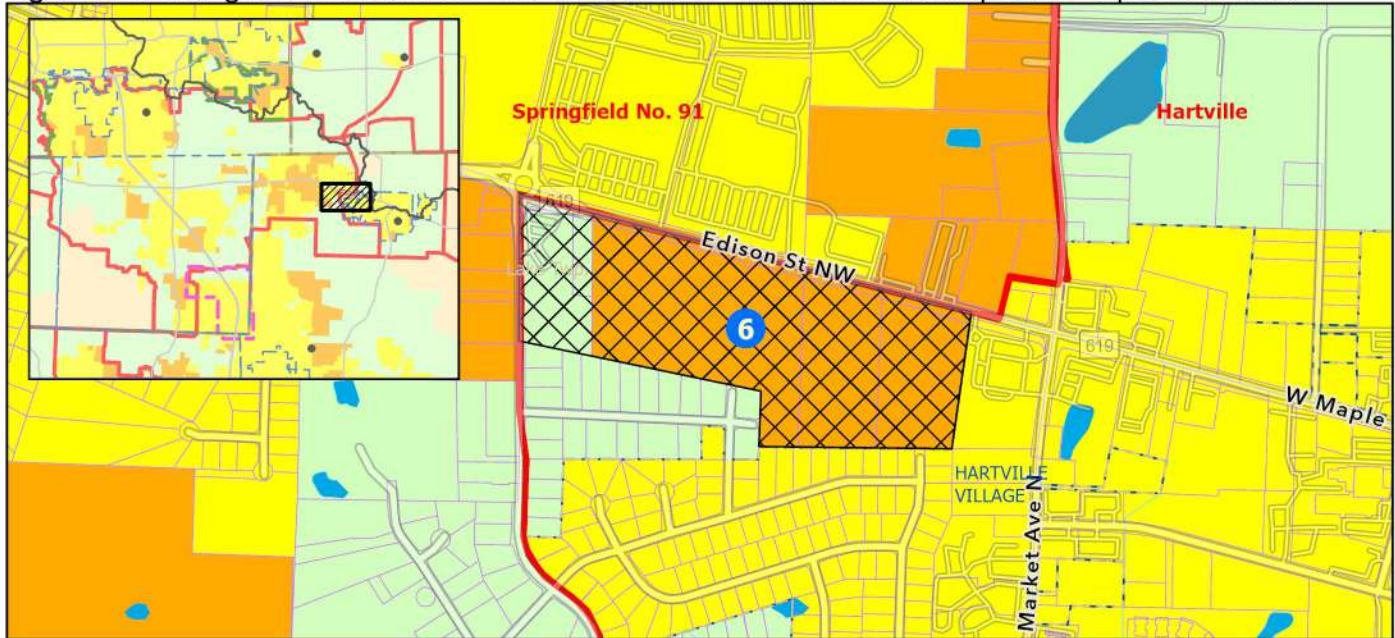 Springfield No. 91
Hartville
619
Edison St NW
6
619
W Maple
HARTVILLE
VILLAGE
Market Ave N